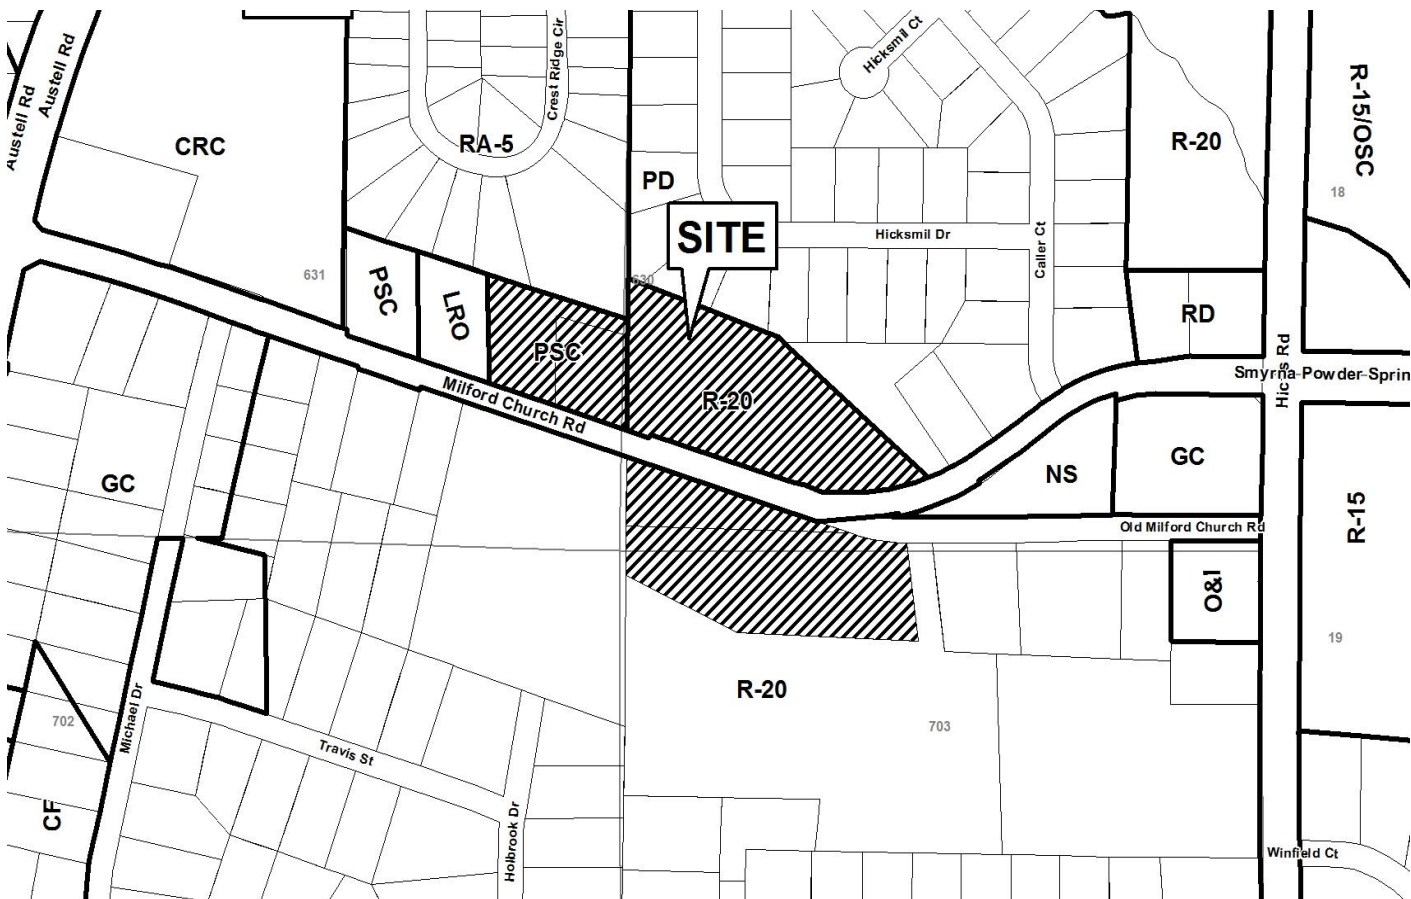 Austell Rd
Austell Rd
CRC
Crest Ridge Cir
RA-5
Hicksmil Ct
R-20
R-15/OSC
18
PD
SITE
Hicksmil Dr
Caller Ct
631
630
PSC
LRO
PSC
RD
Hicks Rd
Smyrna-Powder-Sprin
Milford Church Rd
R-20
GC
NS
GC
Old Milford Church Rd
R-15
O&I
19
R-20
702
703
Michael Dr
Travis St
Holbrook Dr
Winfield Ct